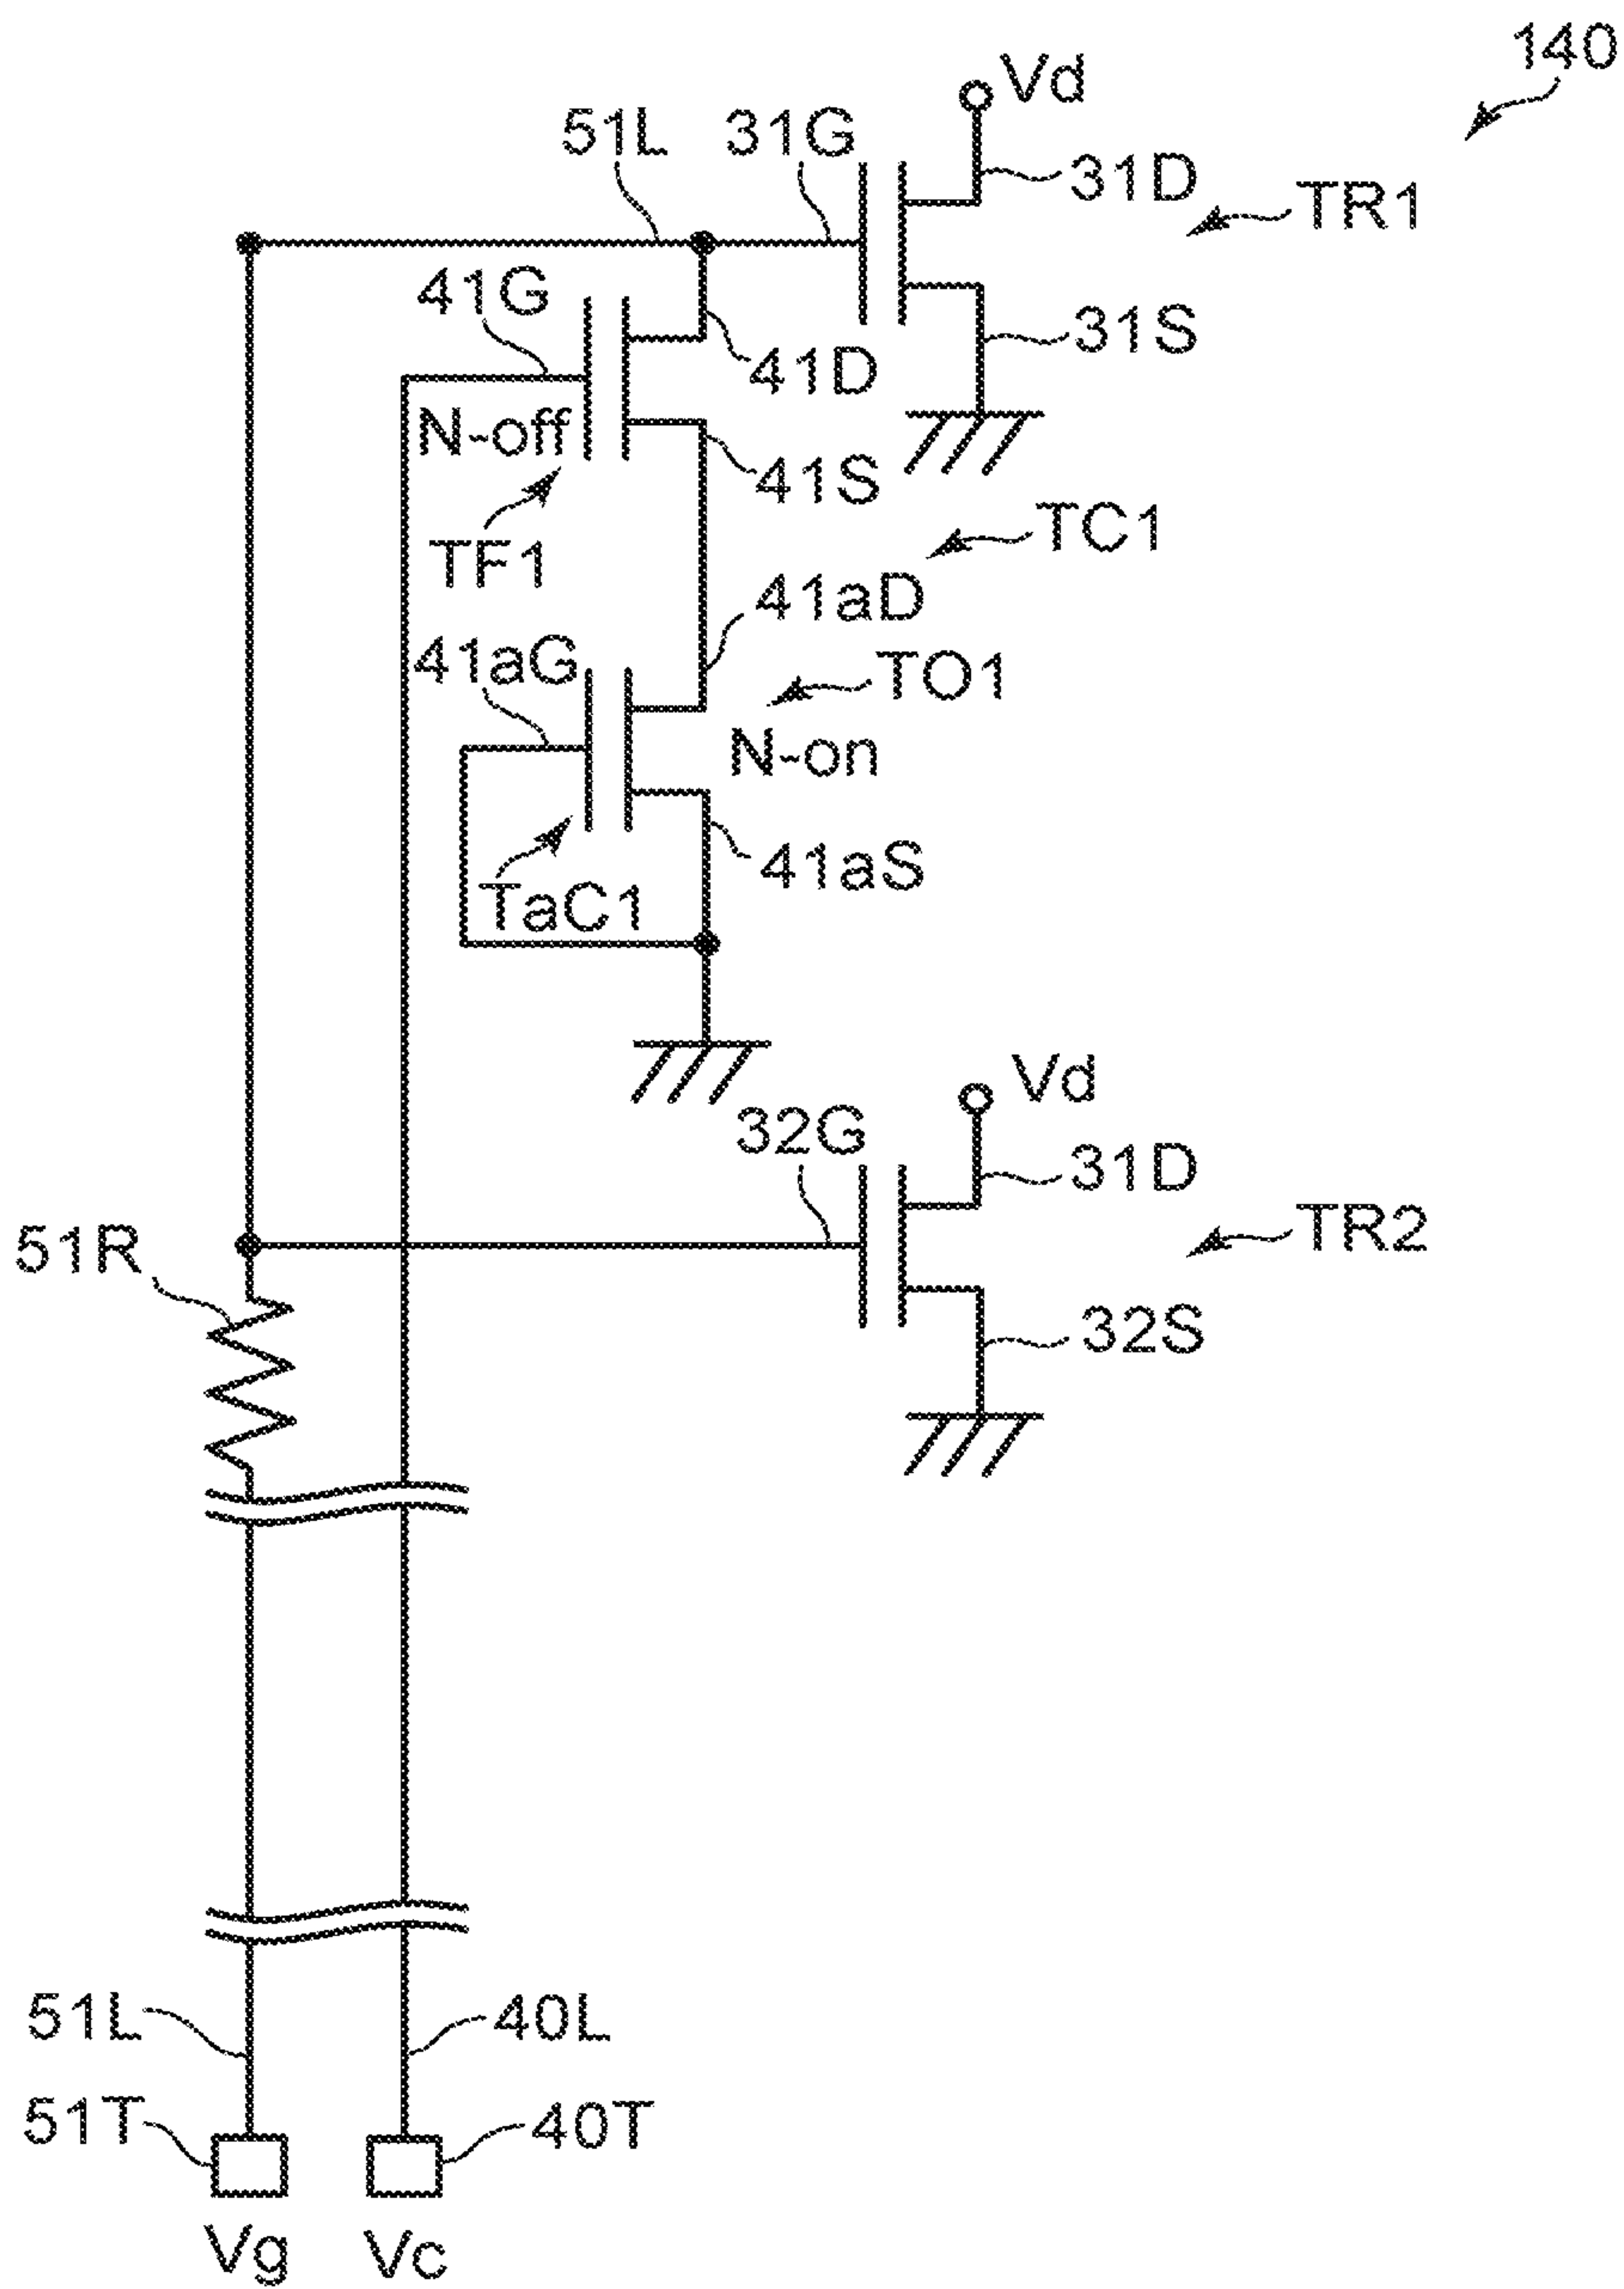 140
Vd
51L 31G
31D
TR1
41G
31S
41D
N-off
41S
TF1
TC1
41aD
41aG
TO1
N-on
41aS
TaC1
Vd
32G
31D
TR2
51R
32S
51L
40L
51T
40T
Vg Vc